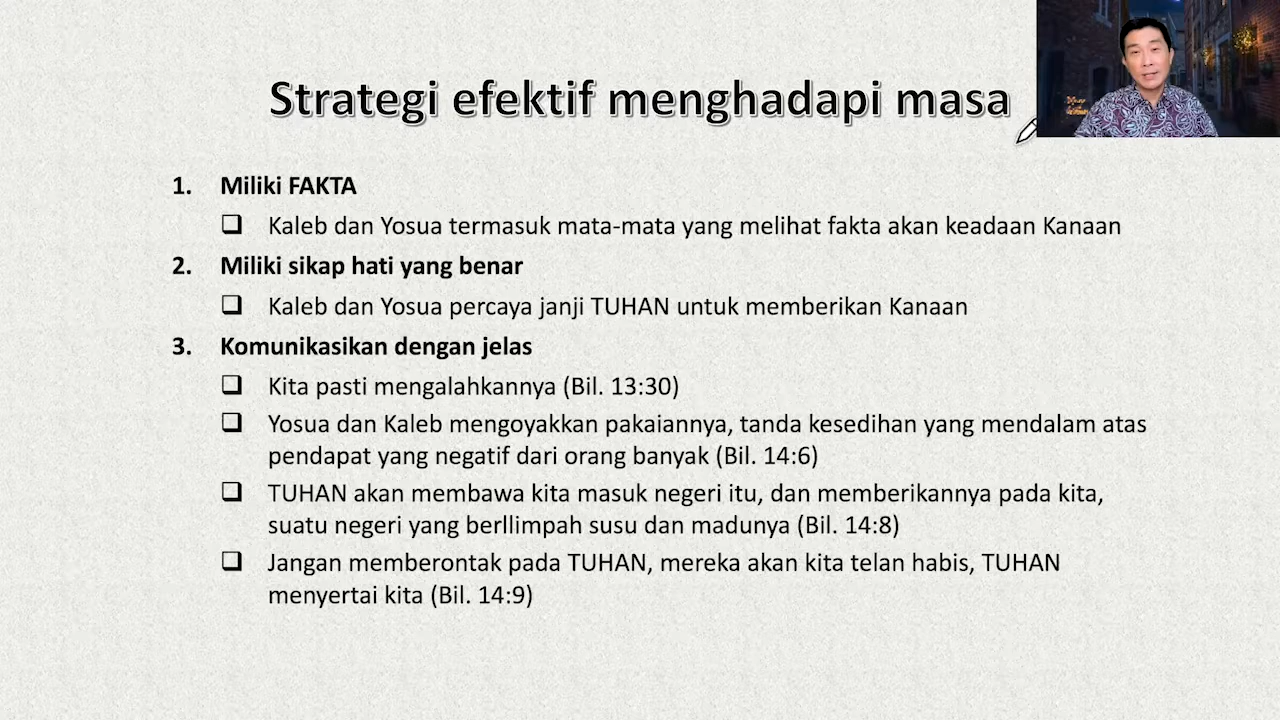 Strategi efektif menghadapi masa
1. Miliki FAKTA
Kaleb dan Yosua termasuk mata-mata yang melihat fakta akan keadaan Kanaan
2. Miliki sikap hati yang benar
Kaleb dan Yosua percaya janji TUHAN untuk memberikan Kanaan
3. Komunikasikan dengan jelas
Kita pasti mengalahkannya (Bil. 13:30)
Yosua dan Kaleb mengoyakkan pakaiannya, tanda kesedihan yang mendalam atas
pendapat yang negatif dari orang banyak (Bil. 14:6)
TUHAN akan membawa kita masuk negeri itu, dan memberikannya pada kita,
suatu negeri yang berllimpah susu dan madunya (Bil. 14:8)
Jangan memberontak pada TUHAN, mereka akan kita telan habis, TUHAN
menyertai kita (Bil. 14:9)